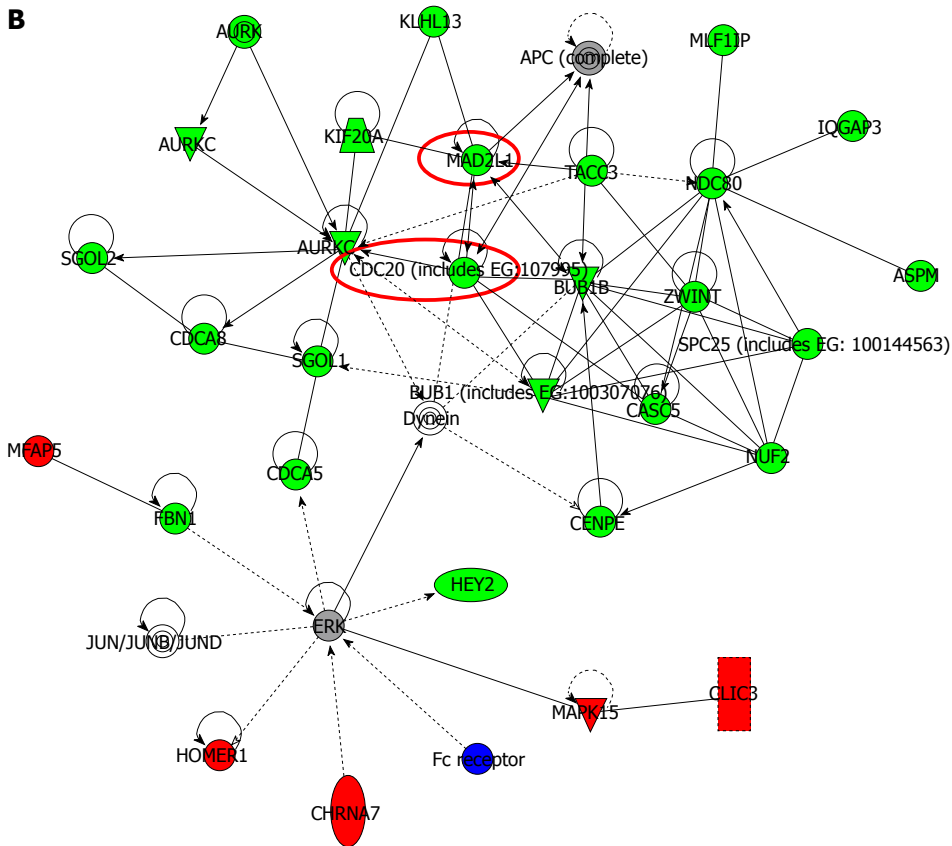 B
AURK
KLHL13
APC (complete)
MLF1IP
IQGAP3
AURKC
KIF20A
MAD2L1
TACC3
NDC80
SGOL2
AURKC
CDC20 (includes EG:107995)
BUB1B
ZWINT
ASPM
CDCA8
SGOL1
SPC25 (includes EG: 100144563)
BUB1 (includes EG:100307076)
CASC5
Dynein
MFAP5
CDCA5
NUF2
FBN1
CENPE
HEY2
ERK
JUN/JUNB/JUND
CLIC3
MAPK15
HOMER1
Fc receptor
CHRNA7